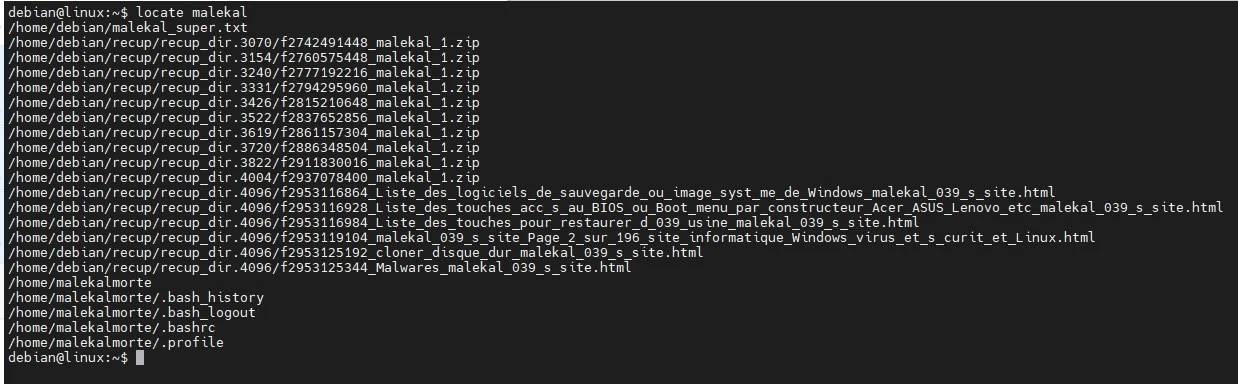 debian@linux:~$ locate malekal
/home/debian/malekal_super.txt
/home/debian/recup/recup_dir.3070/f2742491448_malekal_1.zip
/home/debian/recup/recup_dir.3154/f2760575448_malekal_1.zip
/home/debian/recup/recup_dir.3240/f2777192216_malekal_1.zip
/home/debian/recup/recup_dir.3331/f2794295960_malekal_1.zip
/home/debian/recup/recup_dir.3426/f2815210648_malekal_1.zip
/home/debian/recup/recup_dir.3522/f2837652856_malekal_1.zip
/home/debian/recup/recup_dir.3619/f2861157304_malekal_1.zip
/home/debian/recup/recup_dir.3720/f2886348504_malekal_1.zip
/home/debian/recup/recup_dir.3822/f2911830016_malekal_1.zip
/home/debian/recup/recup_dir.4004/f2937078400_malekal_1.zip
/home/debian/recup/recup_dir.4096/f2953116864_Liste_des_logiciels_de_sauvegarde_ou_image_syst_me_de_Windows_malekal_039_s_site.html
/home/debian/recup/recup_dir.4096/f2953116928_Liste_des_touches_acc_s_au_BIOS_ou_Boot_menu_par_constructeur_Acer_ASUS_Lenovo_etc_malekal_039_s_site.html
/home/debian/recup/recup_dir.4096/f2953116984_Liste_des_touches_pour_restaurer_d_039_usine_malekal_039_s_site.html
/home/debian/recup/recup_dir.4096/f2953119104_malekal_039_s_site_Page_2_sur_196_site_informatique_Windows_virus_et_s_curit_et_Linux.html
/home/debian/recup/recup_dir.4096/f2953125192_cloner_disque_dur_malekal_039_s_site.html
/home/debian/recup/recup_dir.4096/f2953125344_Malwares_malekal_039_s_site.html
/home/malekalmorte
/home/malekalmorte/.bash_history
/home/malekalmorte/.bash_logout
/home/malekalmorte/.bashrc
/home/malekalmorte/.profile
debian@linux:~$